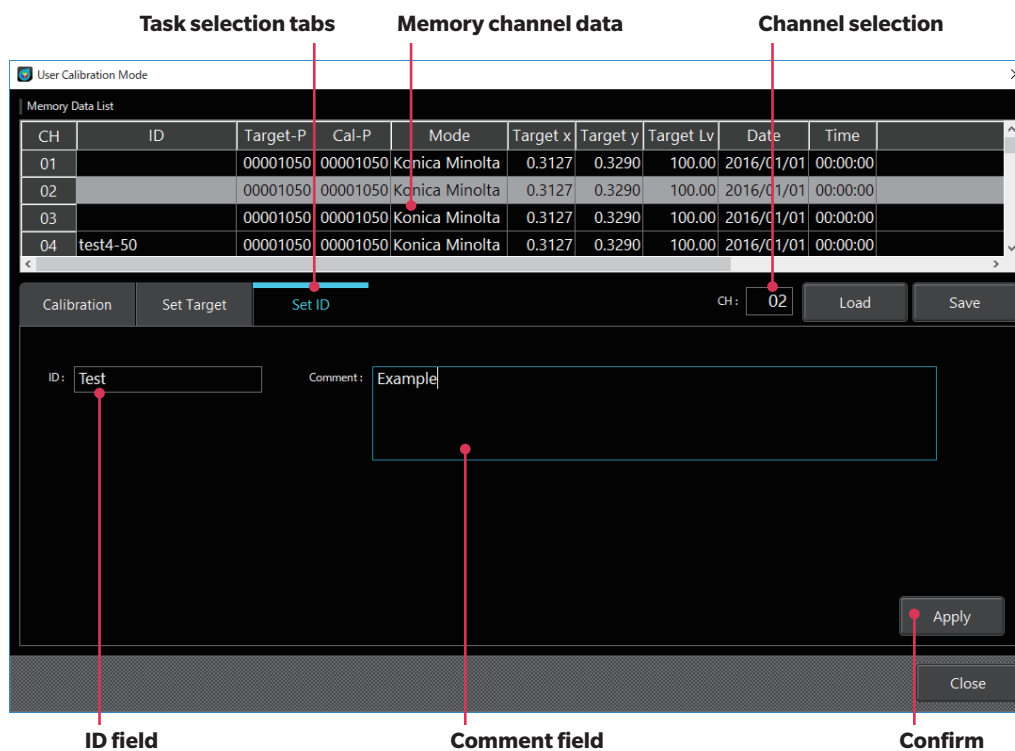 Task selection tabs Memory channel data Channel selection
User Calibration Mode
Memory Data List
CH ID Target-P Cal-P Mode Target x Target y Target Lv Date Time
01 00001050 00001050 Konica Minolta 0.3127 0.3290 100.00 2016/01/01 00:00:00
02 00001050 00001050 Konica Minolta 0.3127 0.3290 100.00 2016/01/01 00:00:00
03 00001050 00001050 Konica Minolta 0.3127 0.3290 100.00 2016/01/01 00:00:00
04 test4-50 00001050 00001050 Konica Minolta 0.3127 0.3290 100.00 2016/01/01 00:00:00
Calibration Set Target Set ID CH: 02 Load Save
ID: Test Comment: Example
Apply
Close
ID field Comment field Confirm